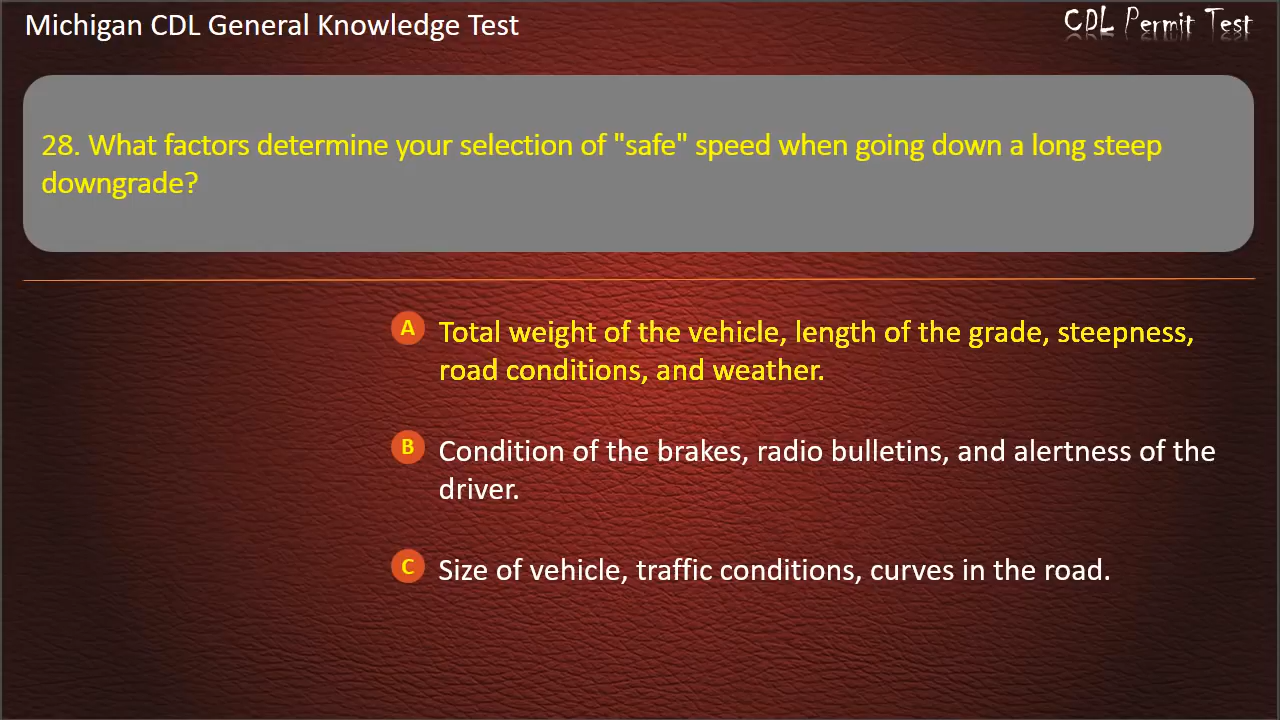 Michigan CDL General Knowledge Test
CDL Permit Test
28. What factors determine your selection of "safe" speed when going down a long steep
downgrade?
A Total weight of the vehicle, length of the grade, steepness,
road conditions, and weather.
B Condition of the brakes, radio bulletins, and alertness of the
driver.
C Size of vehicle, traffic conditions, curves in the road.